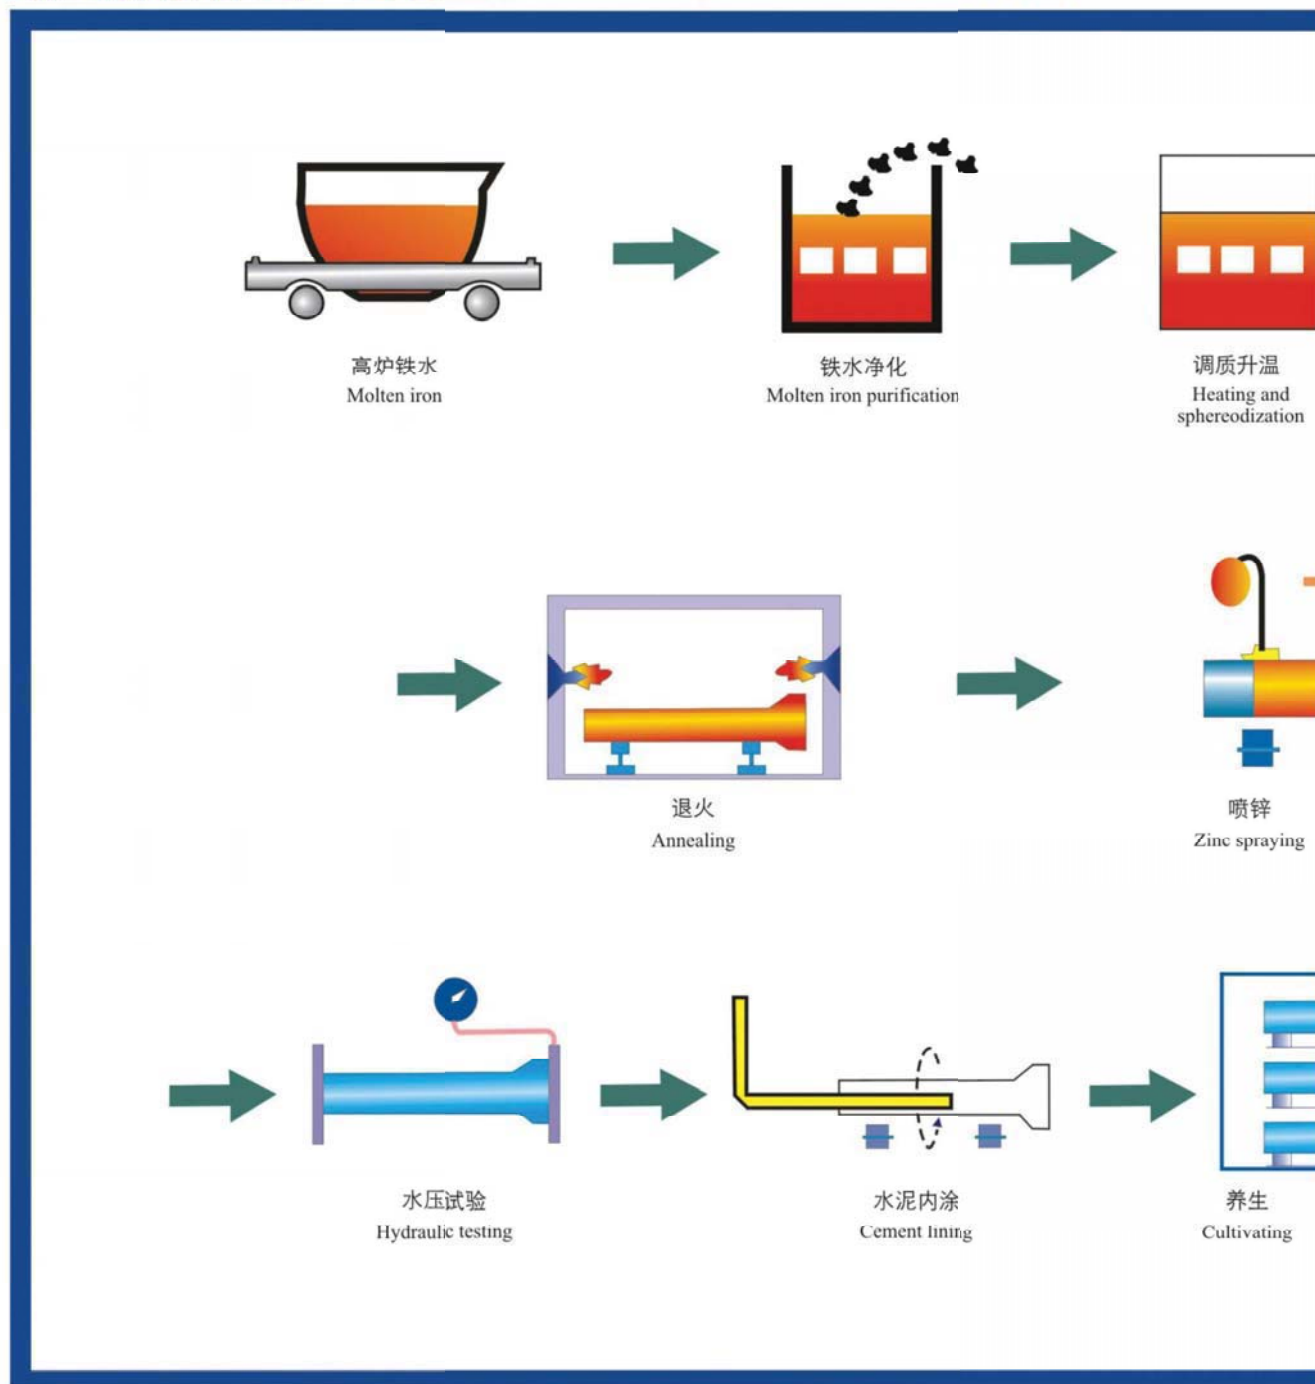 高炉铁水
Molten iron
铁水净化
Molten iron purification
调质升温
Heating and
sphereodization
退火
Annealing
喷锌
Zinc spraying
水压试验
Hydraulic testing
水泥内涂
Cement lining
养生
Cultivating